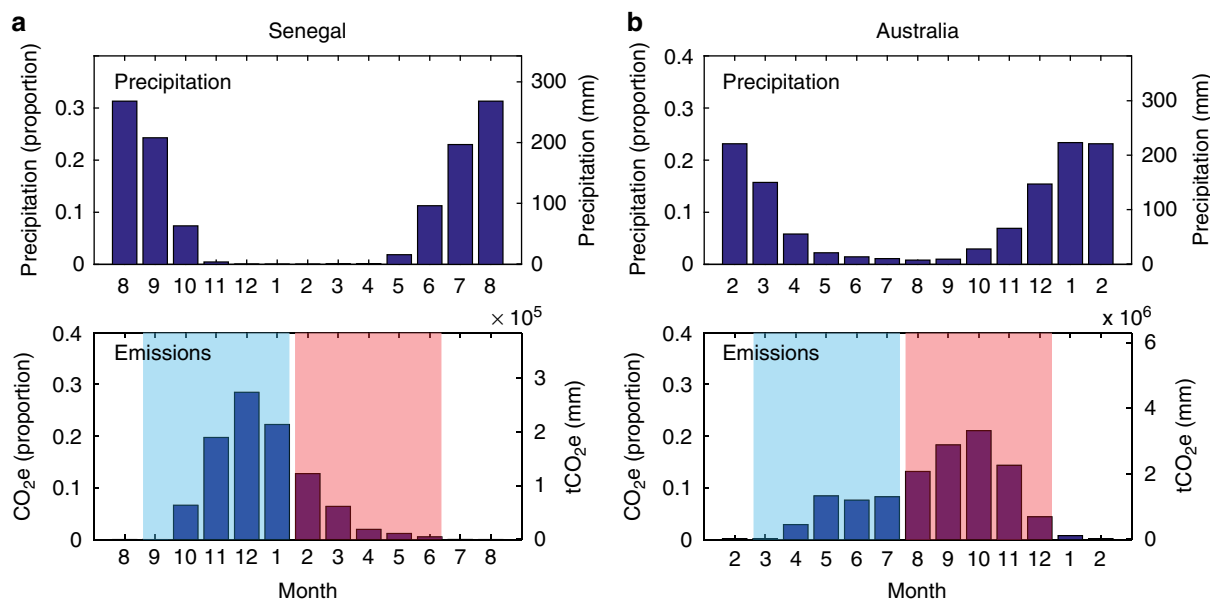 a
Senegal
Precipitation (proportion)
0.3
0.2
0.1
0
Precipitation
300
200
100
0
Precipitation (mm)
8 9 10 11 12 1 2 3 4 5 6 7 8
b
Australia
Precipitation (proportion)
0.4
0.3
0.2
0.1
0
Precipitation
300
200
100
0
Precipitation (mm)
2 3 4 5 6 7 8 9 10 11 12 1 2
× 10⁵
CO₂e (proportion)
0.4
0.3
0.2
0.1
0
Emissions
3
2
1
0
tCO₂e (mm)
8 9 10 11 12 1 2 3 4 5 6 7 8
Month
x 10⁶
CO₂e (proportion)
0.4
0.3
0.2
0.1
0
Emissions
6
4
2
0
tCO₂e (mm)
2 3 4 5 6 7 8 9 10 11 12 1 2
Month